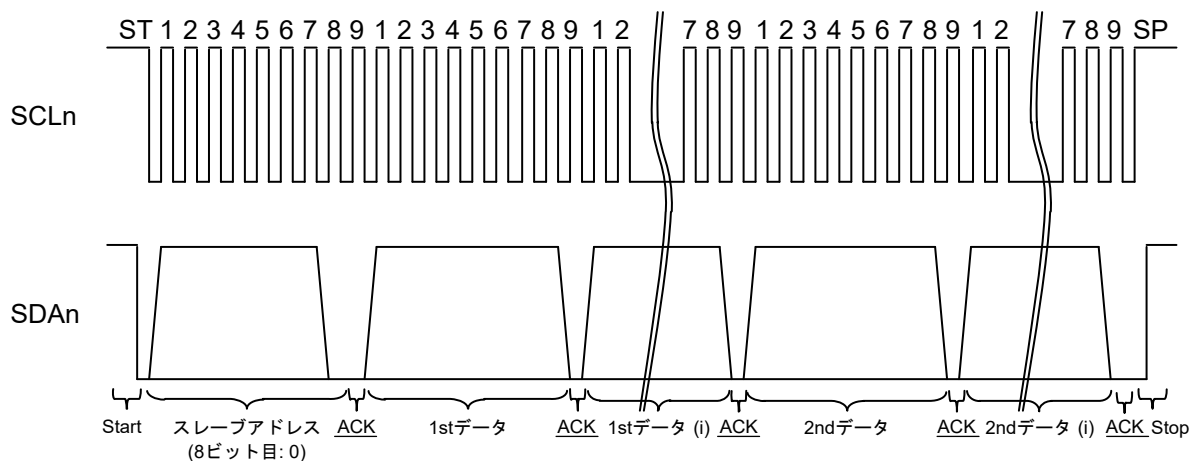 ST 1 2 3 4 5 6 7 8 9 1 2 3 4 5 6 7 8 9 1 2 7 8 9 1 2 3 4 5 6 7 8 9 1 2 7 8 9 SP
SCLn
SDAn
Start スレーブアドレス ACK 1stデータ ACK 1stデータ (i) ACK 2ndデータ ACK 2ndデータ (i) ACK Stop
(8ビット目: 0)